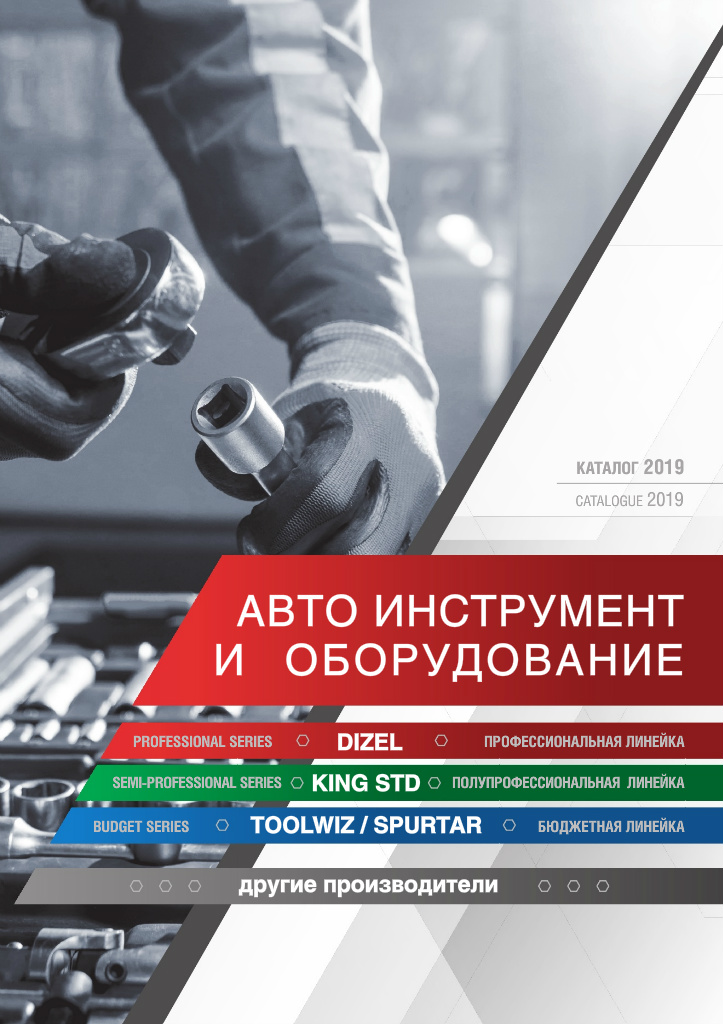 КАТАЛОГ 2019
CATALOGUE 2019
АВТО ИНСТРУМЕНТ
И ОБОРУДОВАНИЕ
PROFESSIONAL SERIES DIZEL ПРОФЕССИОНАЛЬНАЯ ЛИНЕЙКА
SEMI-PROFESSIONAL SERIES KING STD ПОЛУПРОФЕССИОНАЛЬНАЯ ЛИНЕЙКА
BUDGET SERIES TOOLWIZ / SPURTAR БЮДЖЕТНАЯ ЛИНЕЙКА
другие производители